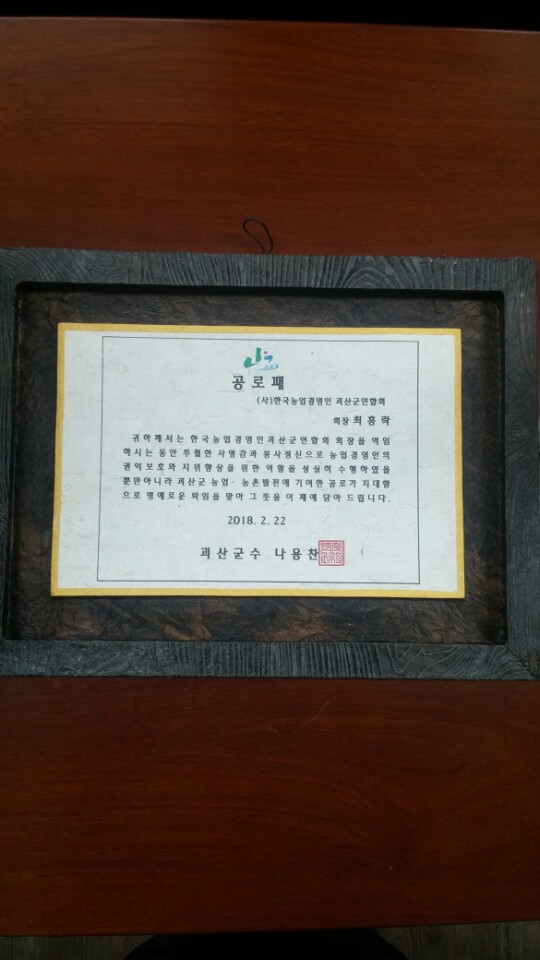 공로패
(사)한국농업경영인 괴산군연합회
회장 최흥락
귀하께서는 한국농업경영인괴산군연합회 회장을 역임
하시는 동안 투철한 사명감과 봉사정신으로 농업경영인의
권익보호와 지위향상을 위한 역할을 성실히 수행하였을
뿐만아니라 괴산군 농업· 농촌발전에 기여한 공로가 지대함
으로 명예로운 퇴임을 맞아 그 뜻을 이 패에 담아 드립니다.
2018. 2. 22
괴산군수 나용찬